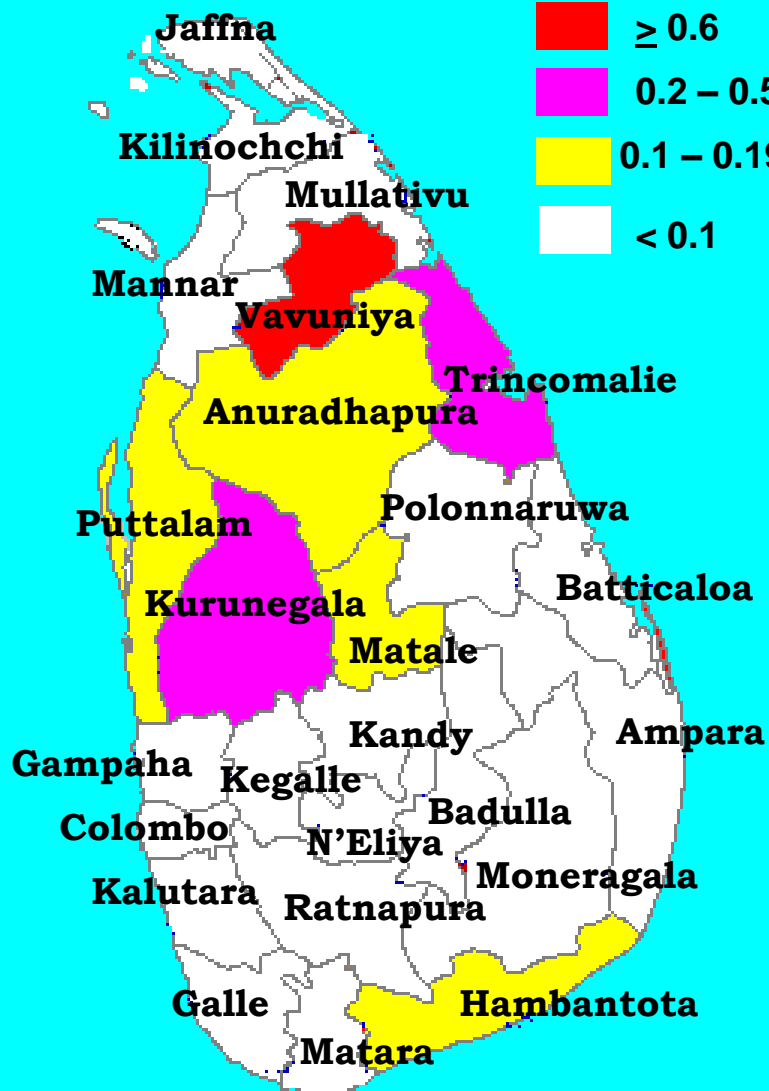 Jaffna
≥ 0.6
0.2 – 0.5
Kilinochchi
0.1 – 0.19
Mullativu
< 0.1
Mannar
Vavuniya
Trincomalie
Anuradhapura
Polonnaruwa
Puttalam
Batticaloa
Kurunegala
Matale
Kandy
Ampara
Gampaha
Kegalle
Badulla
Colombo
N'Eliya
Moneragala
Kalutara
Ratnapura
Galle
Hambantota
Matara